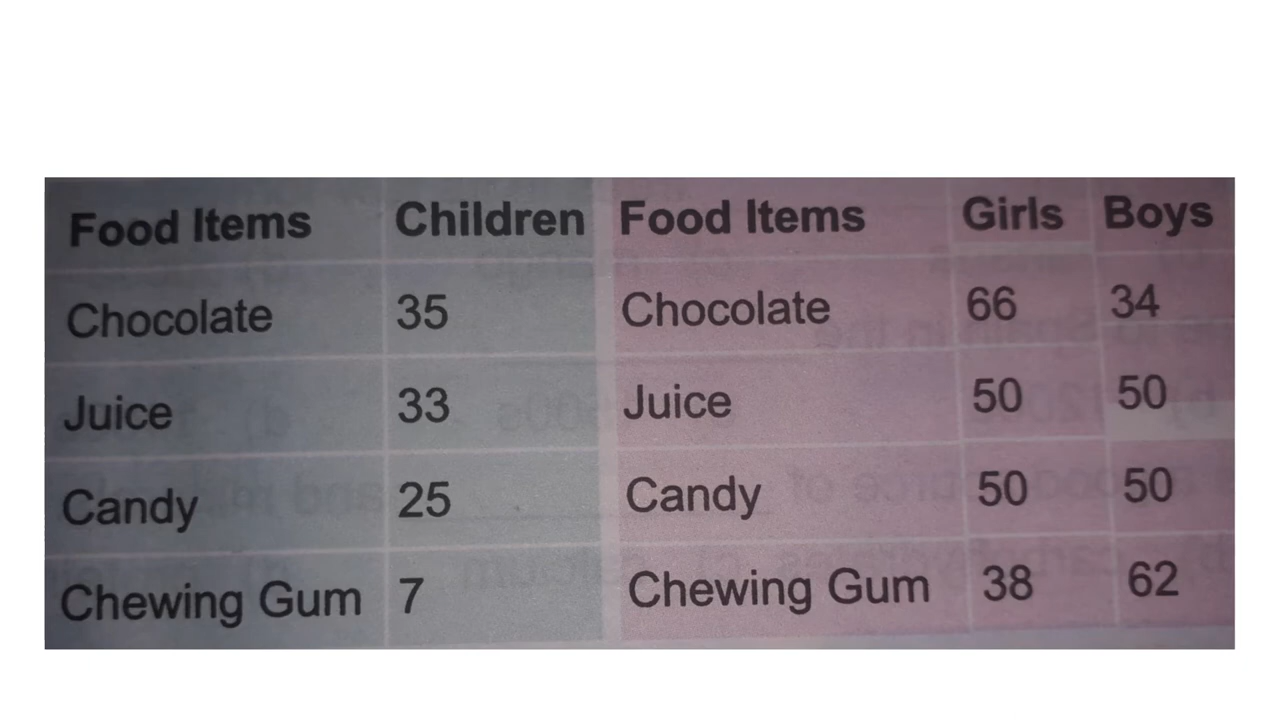 Food Items Children Food Items Girls Boys
Chocolate 35 Chocolate 66 34
Juice 33 Juice 50 50
Candy 25 Candy 50 50
Chewing Gum 7 Chewing Gum 38 62